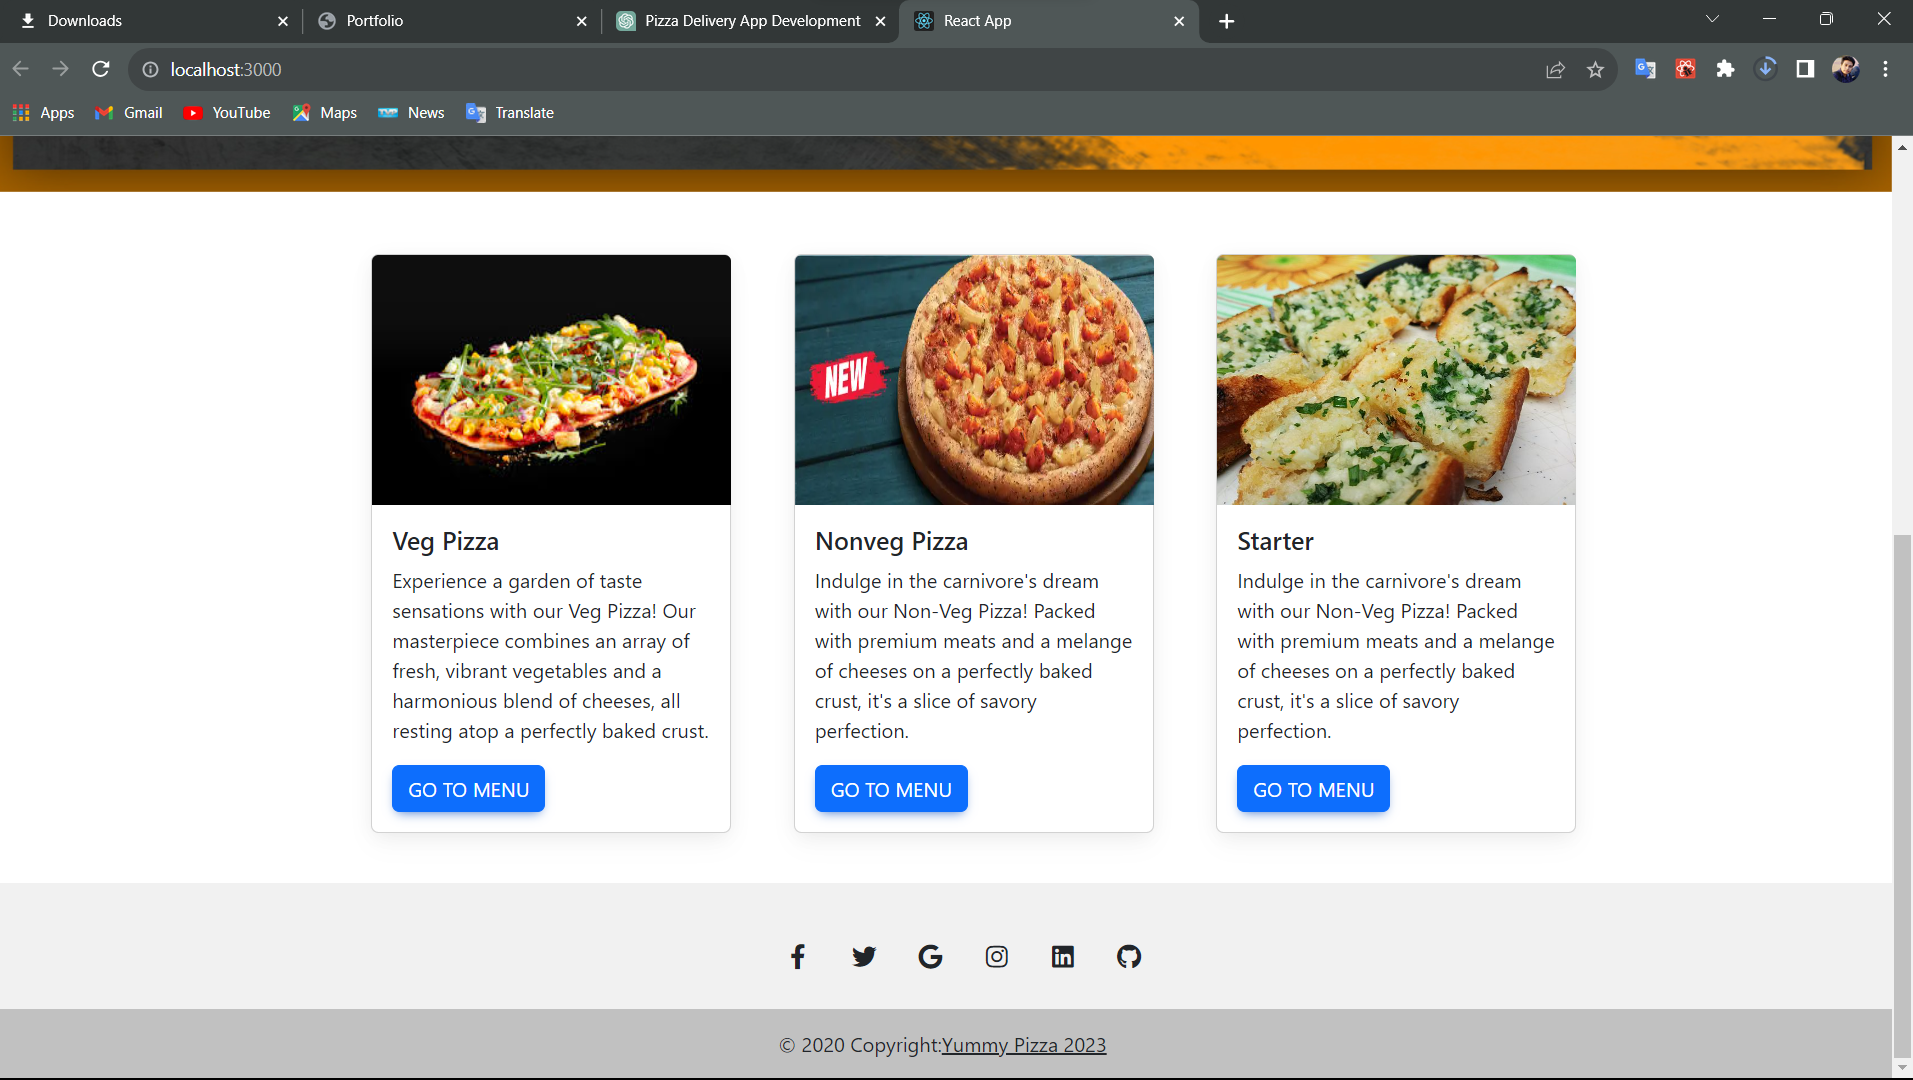 Downloads
Portfolio
Pizza Delivery App Development
React App
localhost:3000
Apps
Gmail
YouTube
Maps
News
Translate
NEW
Veg Pizza
Experience a garden of taste
sensations with our Veg Pizza! Our
masterpiece combines an array of
fresh, vibrant vegetables and a
harmonious blend of cheeses, all
resting atop a perfectly baked crust.
GO TO MENU
Nonveg Pizza
Indulge in the carnivore's dream
with our Non-Veg Pizza! Packed
with premium meats and a melange
of cheeses on a perfectly baked
crust, it's a slice of savory
perfection.
GO TO MENU
Starter
Indulge in the carnivore's dream
with our Non-Veg Pizza! Packed
with premium meats and a melange
of cheeses on a perfectly baked
crust, it's a slice of savory
perfection.
GO TO MENU
© 2020 Copyright:Yummy Pizza 2023